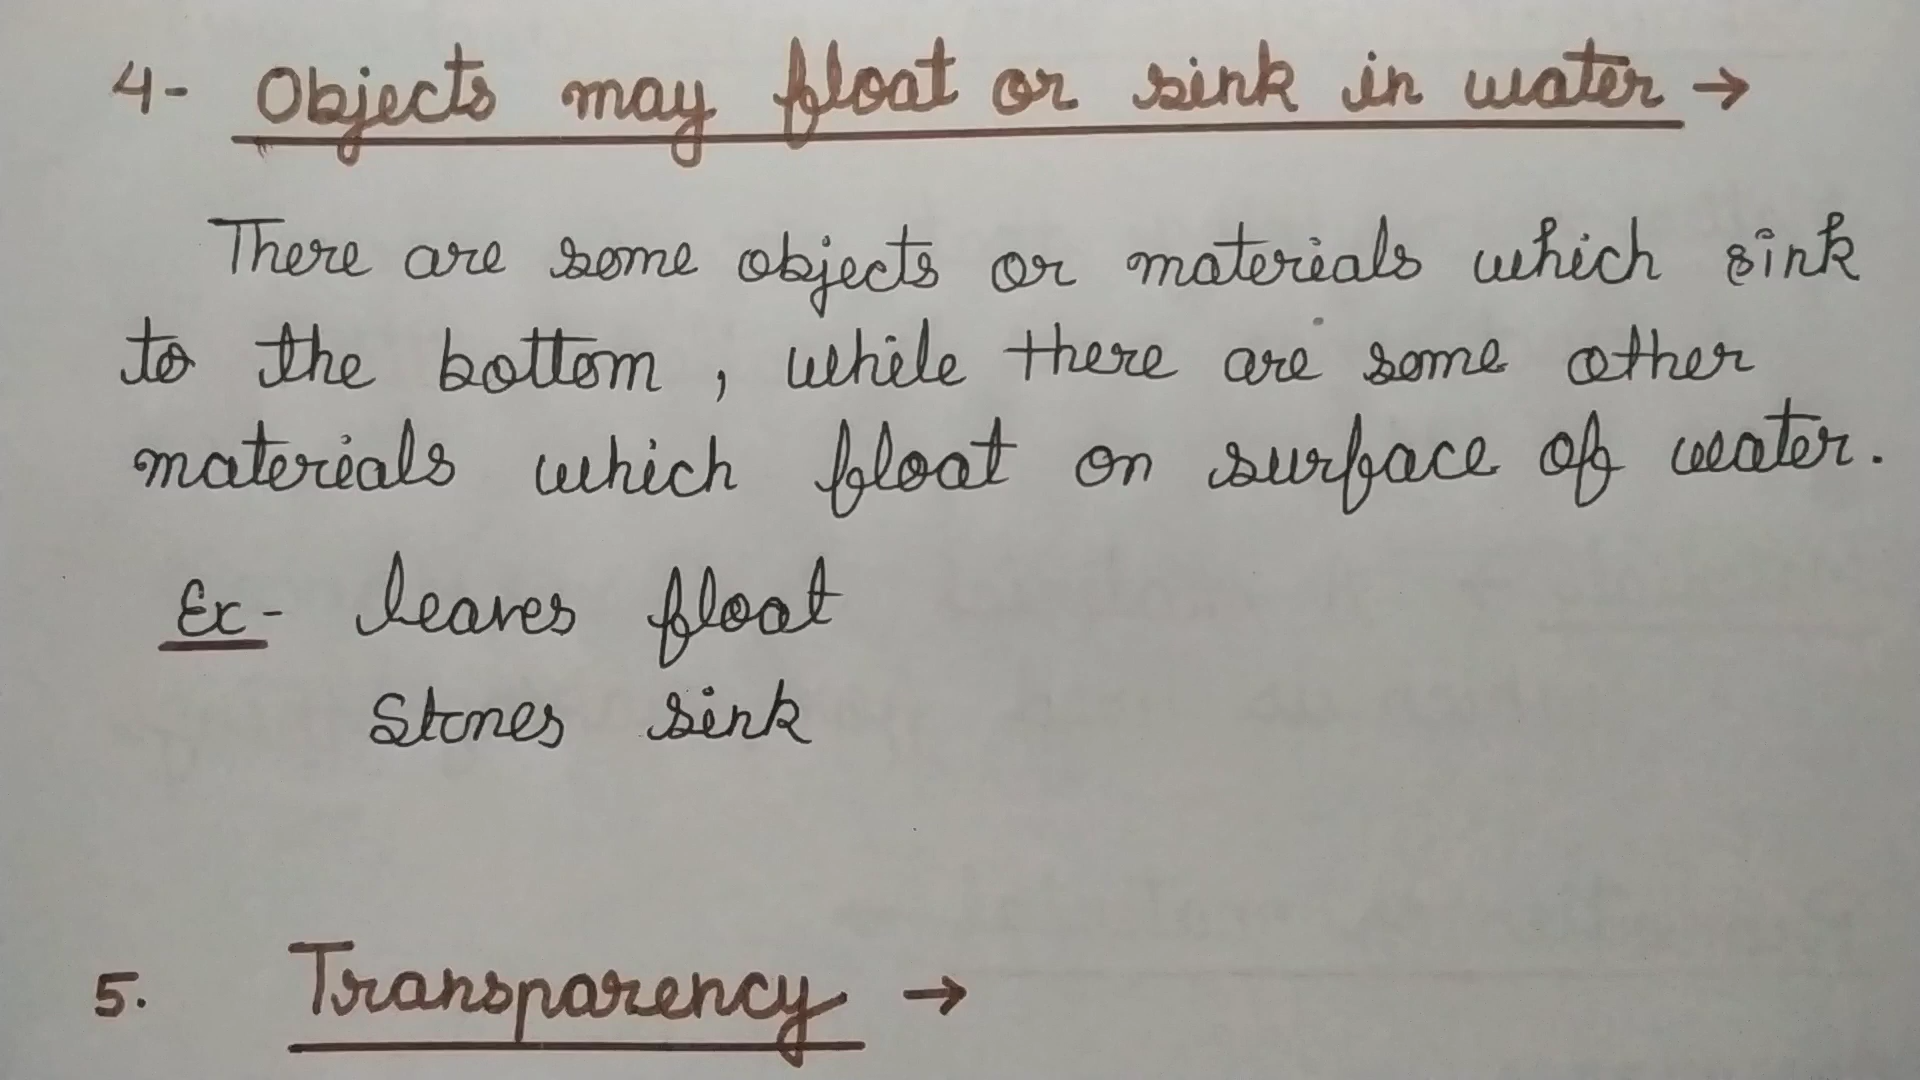 4- Objects may float or sink in water →
There are some objects or materials which sink
to the bottom , while there are some other
materials which float on surface of water.
Ex- leaves float
Stones sink
5. Transparency →